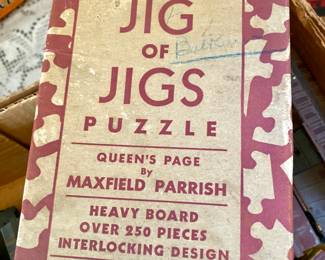 JIG
OF
JIGS
PUZZLE
QUEEN'S PAGE
by
MAXFIELD PARRISH
HEAVY BOARD
OVER 250 PIECES
INTERLOCKING DESIGN